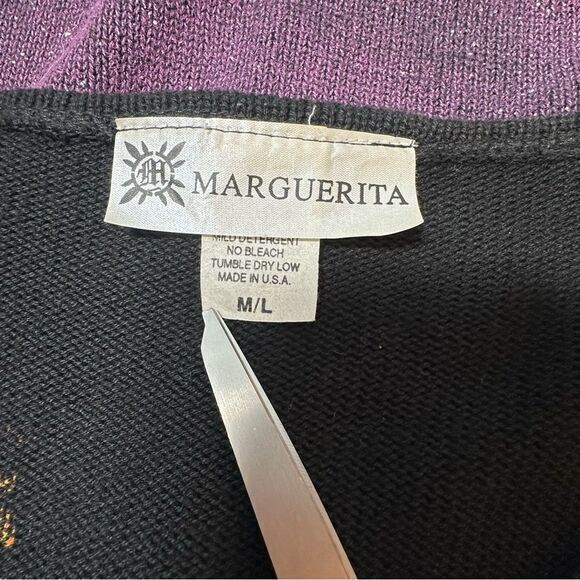 M MARGUERITA
MILD DETERGENT
NO BLEACH
TUMBLE DRY LOW
MADE IN U.S.A.
M/L